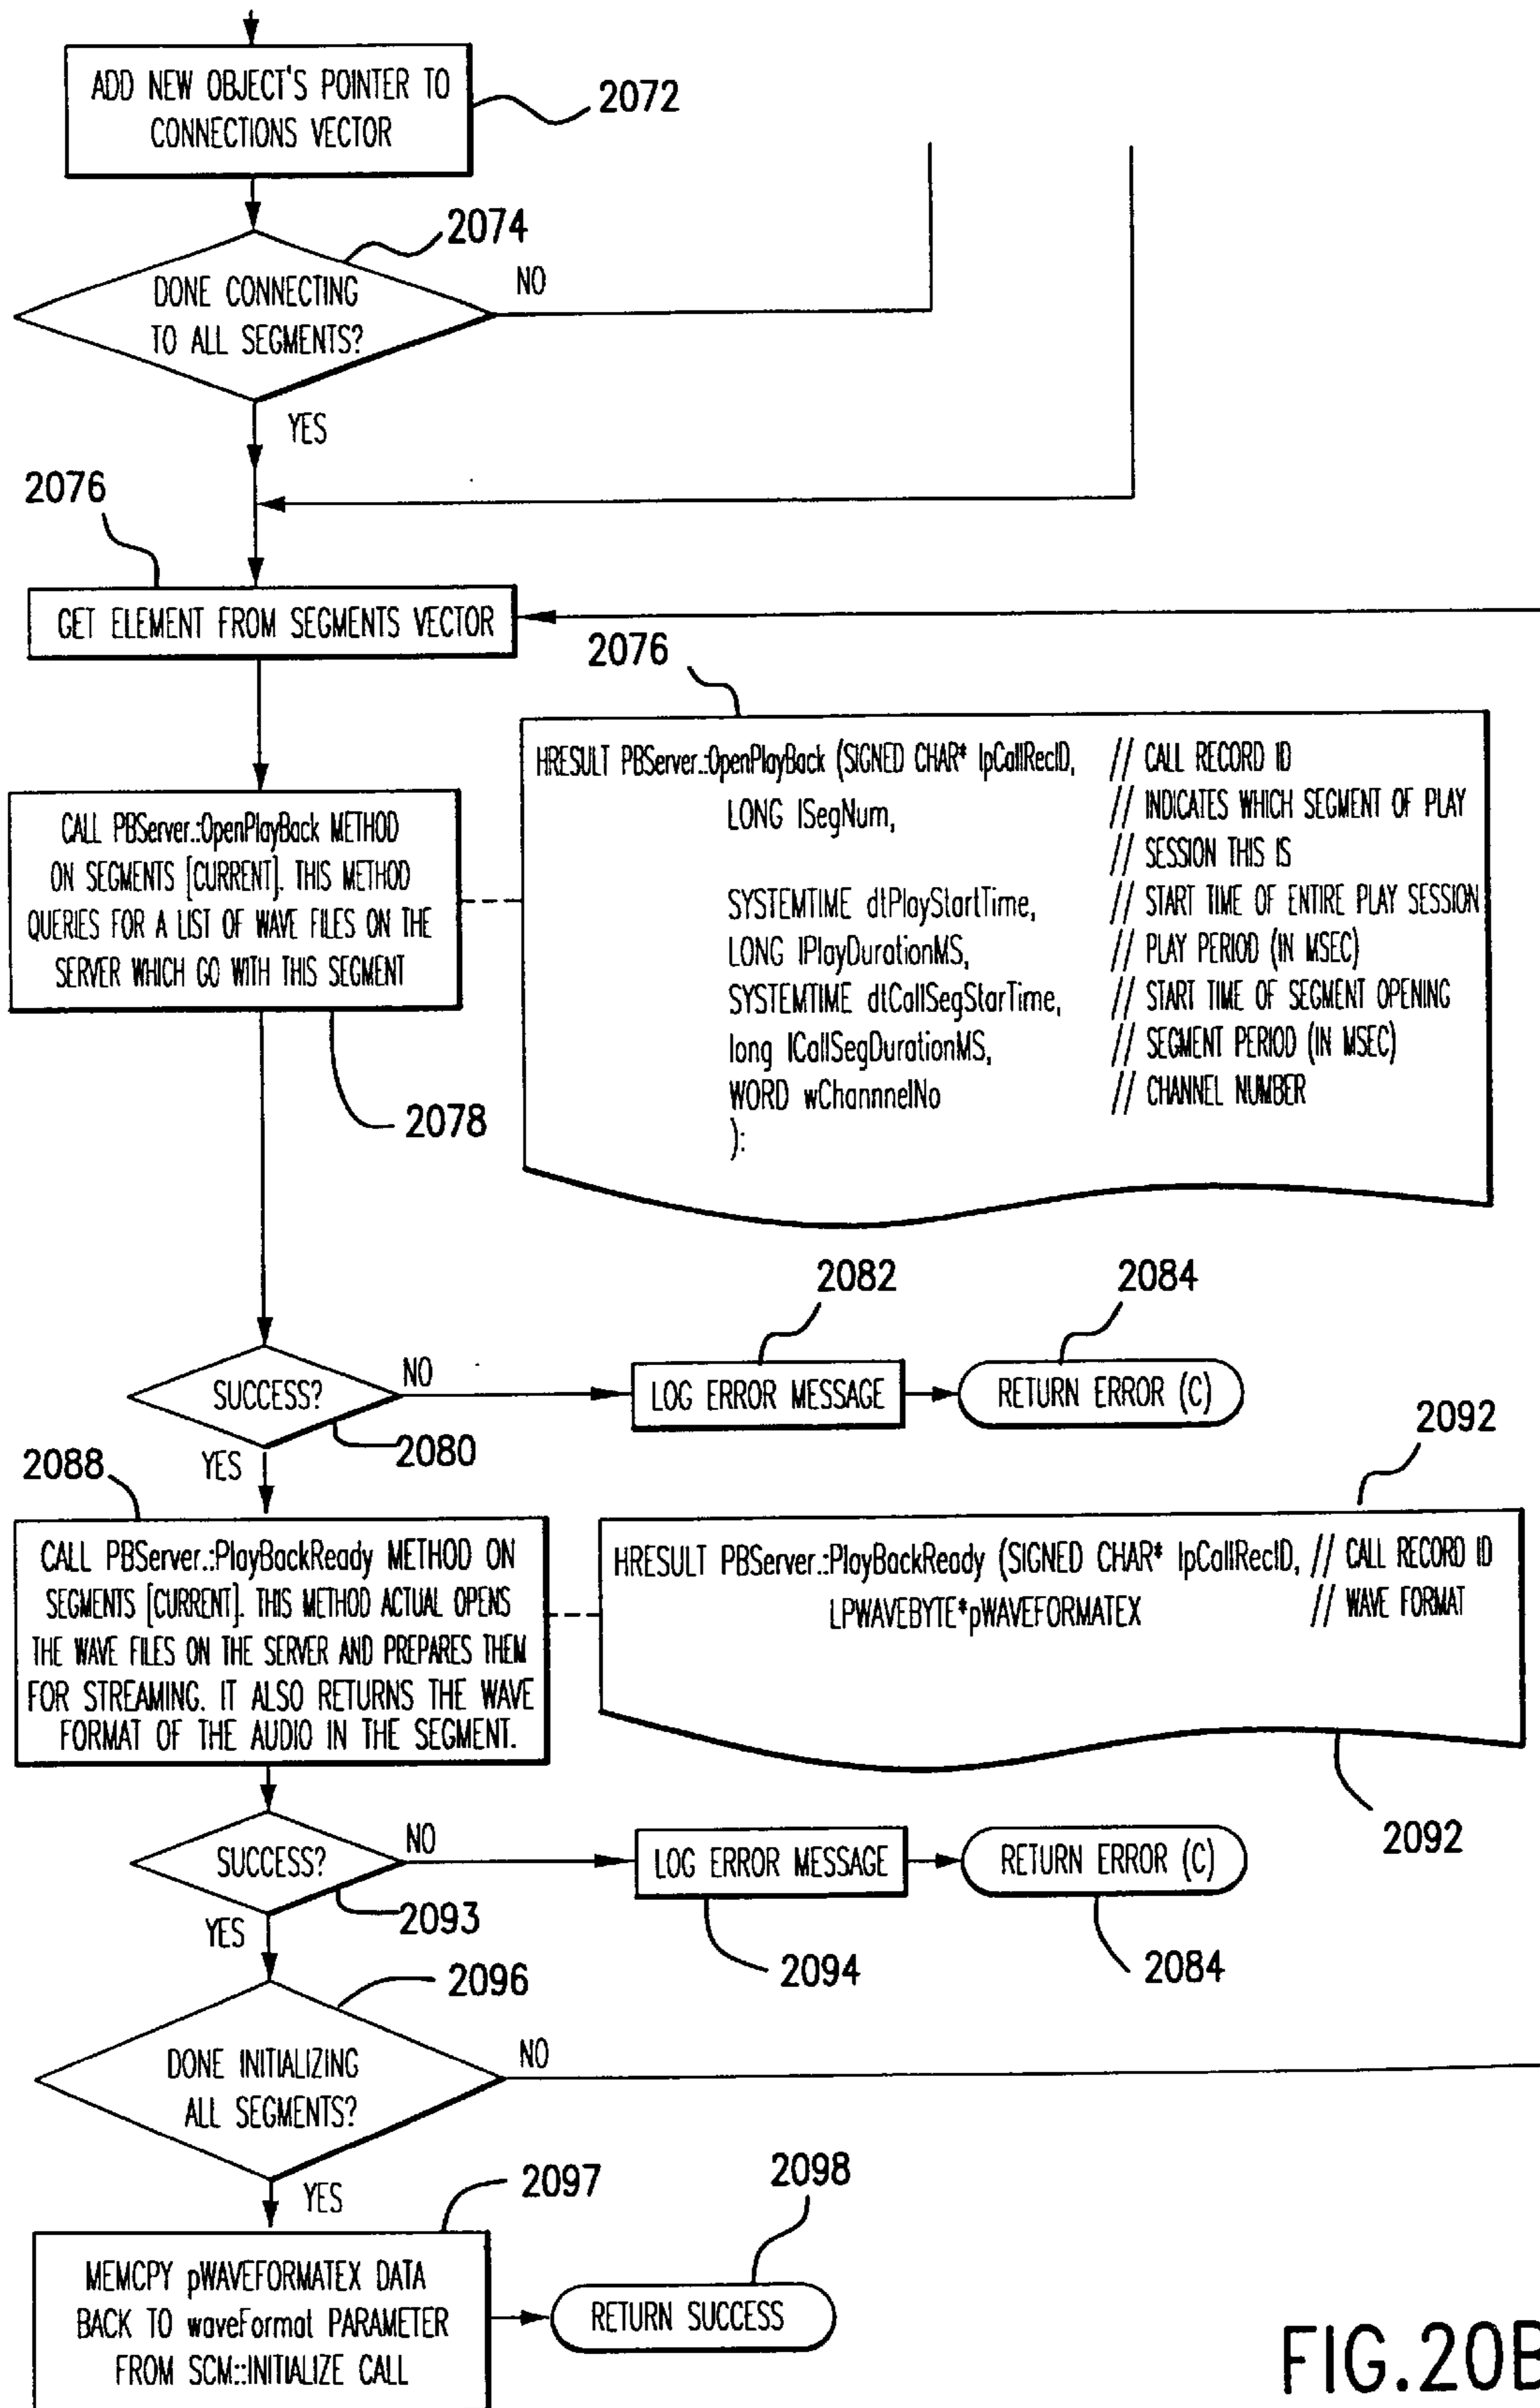 ADD NEW OBJECT'S POINTER TO
CONNECTIONS VECTOR
2072
2074
DONE CONNECTING
TO ALL SEGMENTS?
NO
YES
2076
GET ELEMENT FROM SEGMENTS VECTOR
2076
HRESULT PBServer::OpenPlayBack (SIGNED CHAR* lpCallRecID, // CALL RECORD ID
LONG lSegNum, // INDICATES WHICH SEGMENT OF PLAY
// SESSION THIS IS
SYSTEMTIME dtPlayStartTime, // START TIME OF ENTIRE PLAY SESSION
LONG lPlayDurationMS, // PLAY PERIOD (IN MSEC)
SYSTEMTIME dtCallSegStarTime, // START TIME OF SEGMENT OPENING
long lCallSegDurationMS, // SEGMENT PERIOD (IN MSEC)
WORD wChannnelNo // CHANNEL NUMBER
):
CALL PBServer::OpenPlayBack METHOD
ON SEGMENTS [CURRENT]. THIS METHOD
QUERIES FOR A LIST OF WAVE FILES ON THE
SERVER WHICH GO WITH THIS SEGMENT
2078
2082
2084
SUCCESS?
NO
LOG ERROR MESSAGE
RETURN ERROR (C)
2080
YES
2088
2092
CALL PBServer::PlayBackReady METHOD ON
SEGMENTS [CURRENT]. THIS METHOD ACTUAL OPENS
THE WAVE FILES ON THE SERVER AND PREPARES THEM
FOR STREAMING. IT ALSO RETURNS THE WAVE
FORMAT OF THE AUDIO IN THE SEGMENT.
HRESULT PBServer::PlayBackReady (SIGNED CHAR* lpCallRecID, // CALL RECORD ID
LPWAVEBYTE*pWAVEFORMATEX // WAVE FORMAT
2092
SUCCESS?
NO
LOG ERROR MESSAGE
RETURN ERROR (C)
2093
YES
2094
2084
2096
DONE INITIALIZING
ALL SEGMENTS?
NO
YES
2097
2098
MEMCPY pWAVEFORMATEX DATA
BACK TO waveFormat PARAMETER
FROM SCM::INITIALIZE CALL
RETURN SUCCESS
FIG.20B